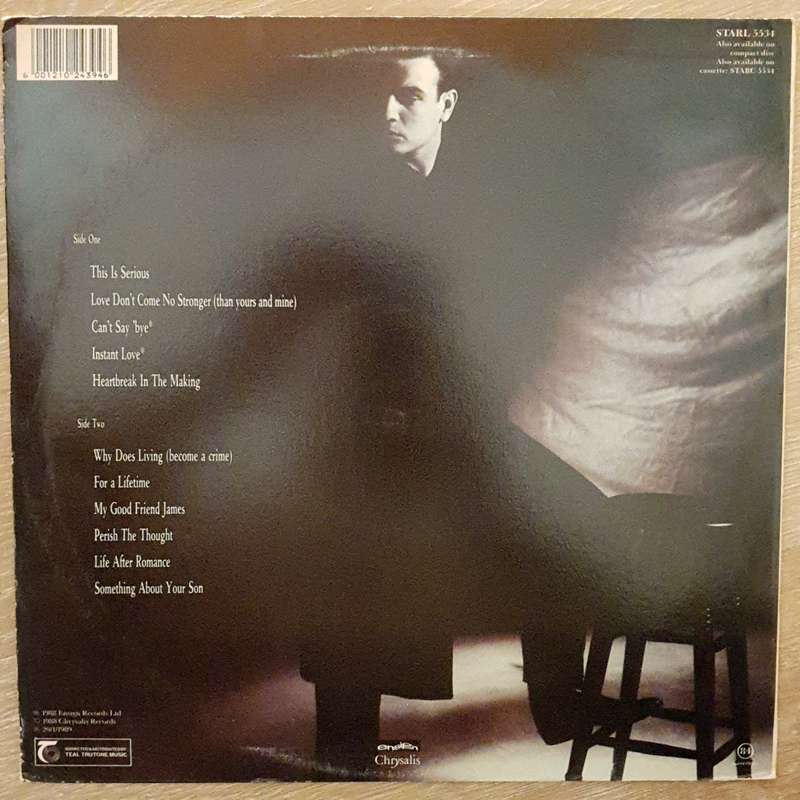 6 001210 243946
STARL 5534
Also available on
compact disc
Also available on
cassette: STARC 5534
Side One
This Is Serious
Love Don't Come No Stronger (than yours and mine)
Can't Say 'bye*
Instant Love*
Heartbreak In The Making
Side Two
Why Does Living (become a crime)
For a Lifetime
My Good Friend James
Perish The Thought
Life After Romance
Something About Your Son
℗ 1988 Ensign Records Ltd
© 1988 Chrysalis Records
TEAL TRUTONE MUSIC
ensign
Chrysalis
84